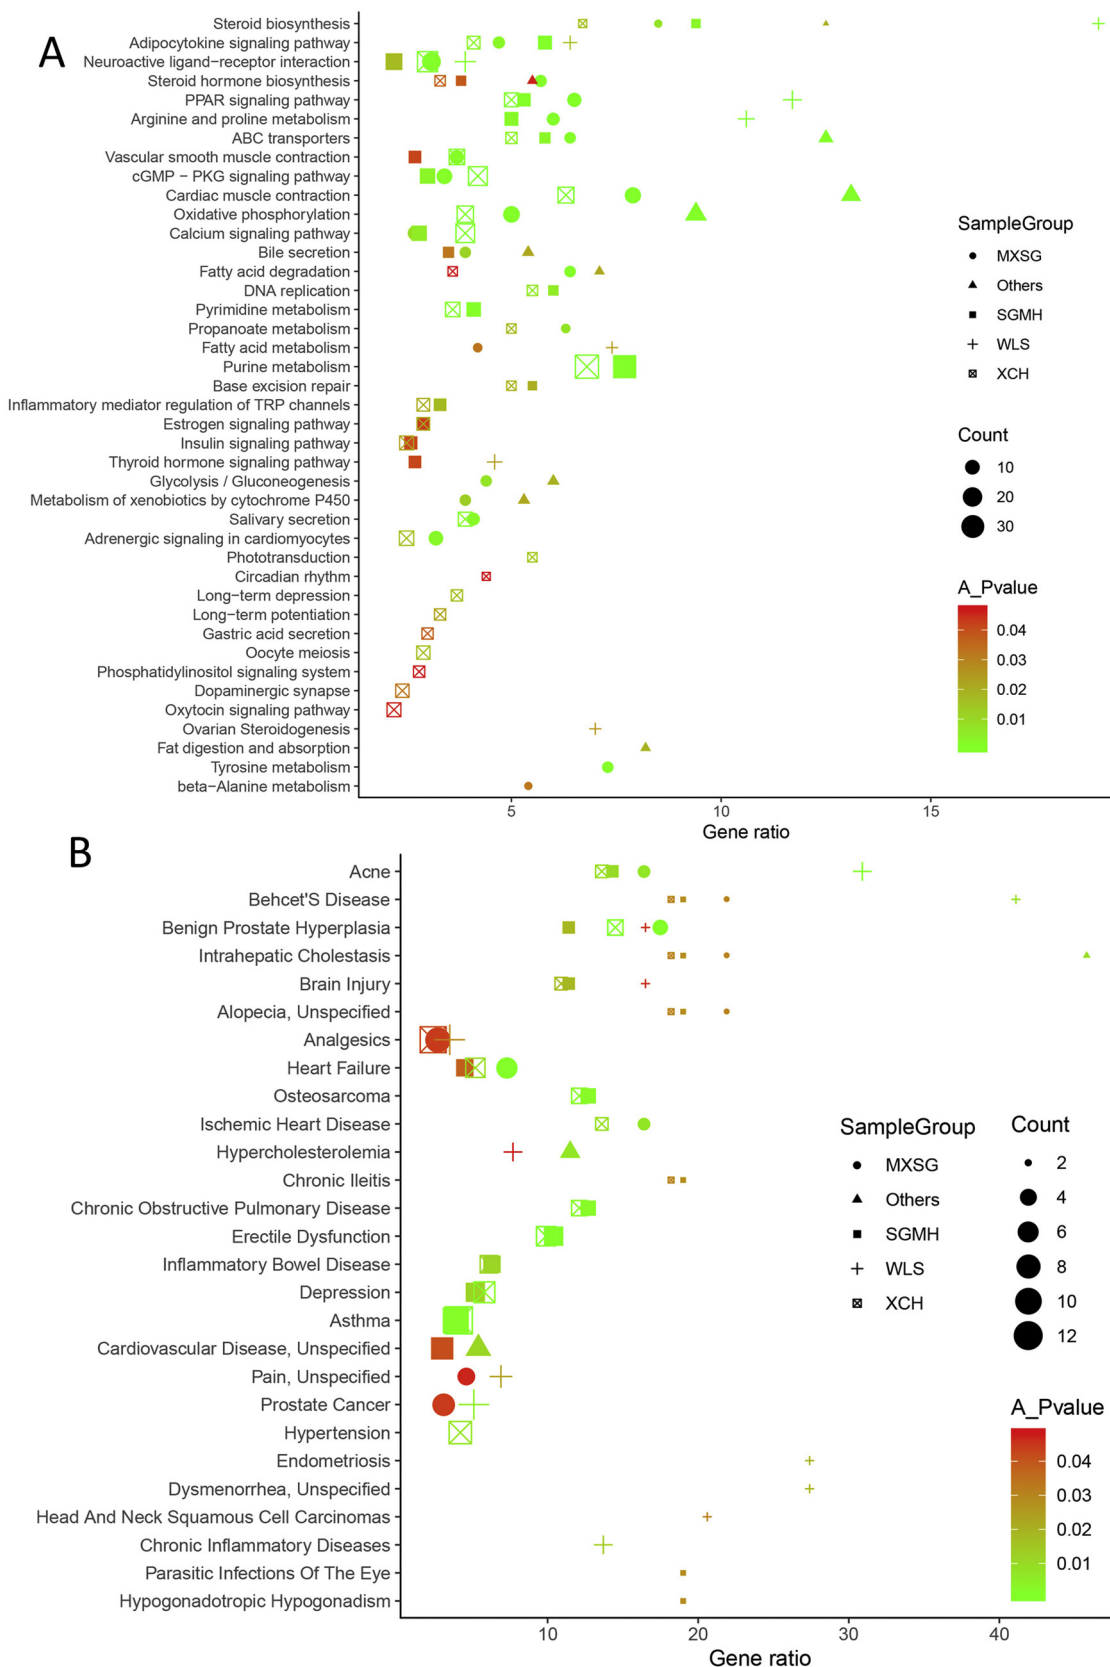 A
Steroid biosynthesis
Adipocytokine signaling pathway
Neuroactive ligand−receptor interaction
Steroid hormone biosynthesis
PPAR signaling pathway
Arginine and proline metabolism
ABC transporters
Vascular smooth muscle contraction
cGMP − PKG signaling pathway
Cardiac muscle contraction
Oxidative phosphorylation
Calcium signaling pathway
Bile secretion
Fatty acid degradation
DNA replication
Pyrimidine metabolism
Propanoate metabolism
Fatty acid metabolism
Purine metabolism
Base excision repair
Inflammatory mediator regulation of TRP channels
Estrogen signaling pathway
Insulin signaling pathway
Thyroid hormone signaling pathway
Glycolysis / Gluconeogenesis
Metabolism of xenobiotics by cytochrome P450
Salivary secretion
Adrenergic signaling in cardiomyocytes
Phototransduction
Circadian rhythm
Long−term depression
Long−term potentiation
Gastric acid secretion
Oocyte meiosis
Phosphatidylinositol signaling system
Dopaminergic synapse
Oxytocin signaling pathway
Ovarian Steroidogenesis
Fat digestion and absorption
Tyrosine metabolism
beta−Alanine metabolism
5 10 15
Gene ratio
SampleGroup
MXSG
Others
SGMH
WLS
XCH
Count
10
20
30
A_Pvalue
0.04
0.03
0.02
0.01
B
Acne
Behcet'S Disease
Benign Prostate Hyperplasia
Intrahepatic Cholestasis
Brain Injury
Alopecia, Unspecified
Analgesics
Heart Failure
Osteosarcoma
Ischemic Heart Disease
Hypercholesterolemia
Chronic Ileitis
Chronic Obstructive Pulmonary Disease
Erectile Dysfunction
Inflammatory Bowel Disease
Depression
Asthma
Cardiovascular Disease, Unspecified
Pain, Unspecified
Prostate Cancer
Hypertension
Endometriosis
Dysmenorrhea, Unspecified
Head And Neck Squamous Cell Carcinomas
Chronic Inflammatory Diseases
Parasitic Infections Of The Eye
Hypogonadotropic Hypogonadism
10 20 30 40
Gene ratio
SampleGroup
MXSG
Others
SGMH
WLS
XCH
Count
2
4
6
8
10
12
A_Pvalue
0.04
0.03
0.02
0.01